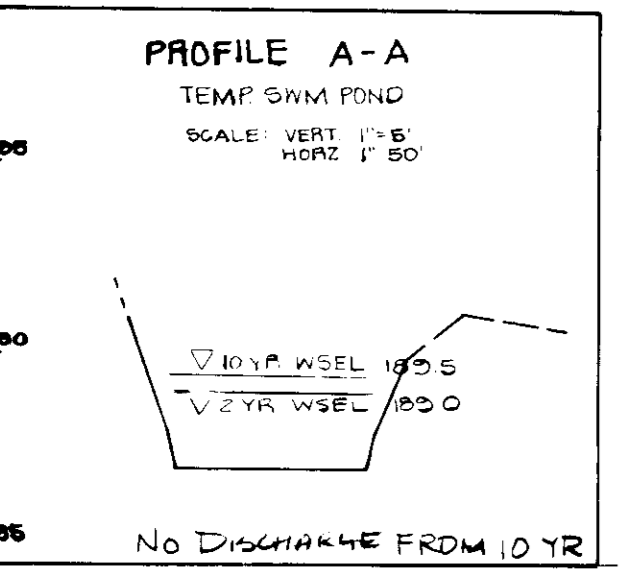 PROFILE A-A
TEMP. SWM POND
SCALE: VERT. 1"=5'
HORZ 1" 50'
10 YR WSEL 189.5
2 YR WSEL 189.0
NO DISCHARGE FROM 10 YR